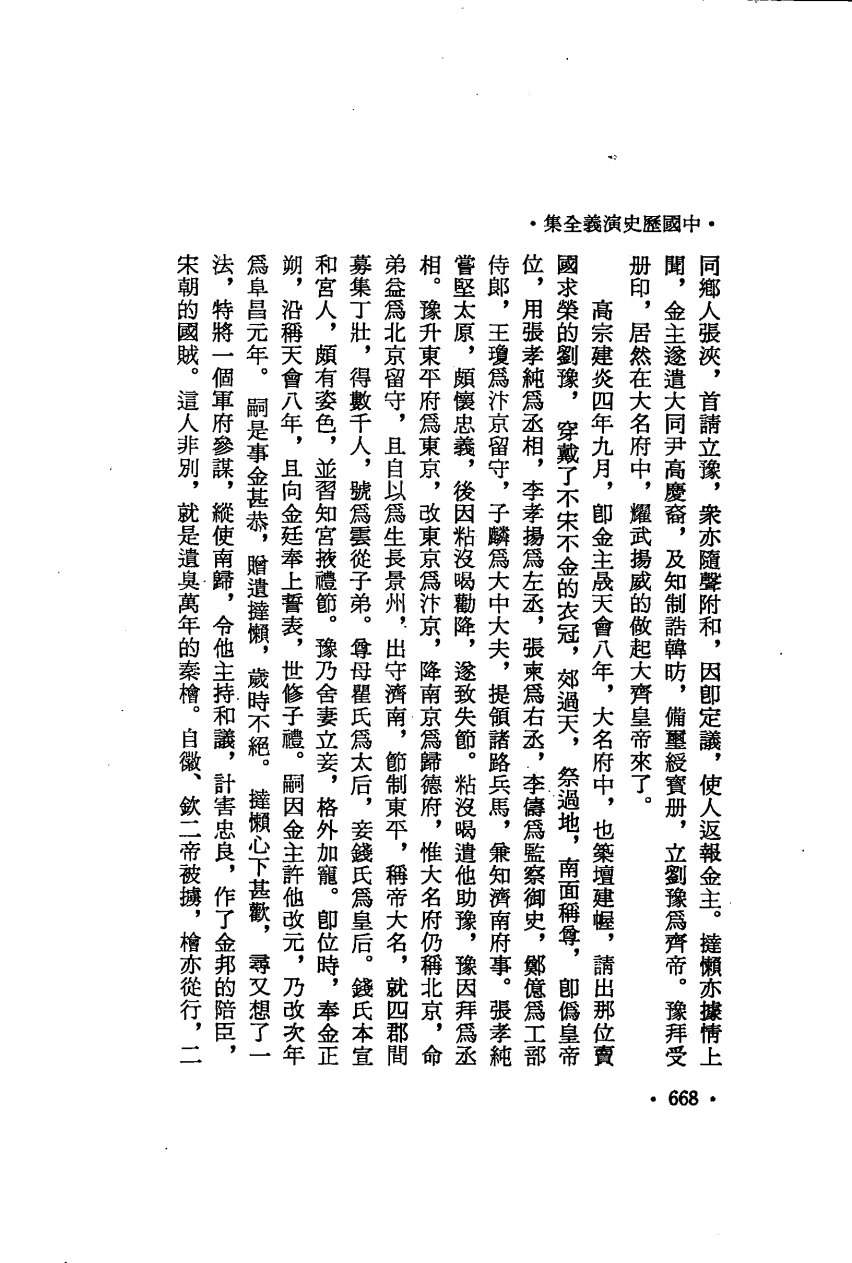 •中國歷史演義全集•
同鄉人張浹，首請立豫，衆亦隨聲附和，因卽定議，使人返報金主。撻懶亦據情上
聞，金主遂遣大同尹高慶裔，及知制誥韓昉，備璽綬寶册，立劉豫爲齊帝。豫拜受
册印，居然在大名府中，耀武揚威的做起大齊皇帝來了。
高宗建炎四年九月，卽金主晟天會八年，大名府中，也築壇建幄，請出那位賣
國求榮的劉豫，穿戴了不宋不金的衣冠，郊過天，祭過地，南面稱尊，卽僞皇帝
位，用張孝純爲丞相，李孝揚爲左丞，張柬爲右丞，李儔爲監察御史，鄭億爲工部
侍郎，王瓊爲汴京留守，子麟爲大中大夫，提領諸路兵馬，兼知濟南府事。張孝純
嘗堅太原，頗懷忠義，後因粘沒喝勸降，遂致失節。粘沒喝遣他助豫，豫因拜爲丞
相。豫升東平府爲東京，改東京爲汴京，降南京爲歸德府，惟大名府仍稱北京，命
弟益爲北京留守，且自以爲生長景州，出守濟南，節制東平，稱帝大名，就四郡間
募集丁壯，得數千人，號爲雲從子弟。尊母瞿氏爲太后，妾錢氏爲皇后。錢氏本宣
和宮人，頗有姿色，並習知宮掖禮節。豫乃舍妻立妾，格外加寵。卽位時，奉金正
朔，沿稱天會八年，且向金廷奉上誓表，世修子禮。嗣因金主許他改元，乃改次年
爲阜昌元年。嗣是事金甚恭，贈遺撻懶，歲時不絕。撻懶心下甚歡，尋又想了一
法，特將一個軍府參謀，縱使南歸，令他主持和議，計害忠良，作了金邦的陪臣，
宋朝的國賊。這人非別，就是遺臭萬年的秦檜。自徽、欽二帝被擄，檜亦從行，二
•668•